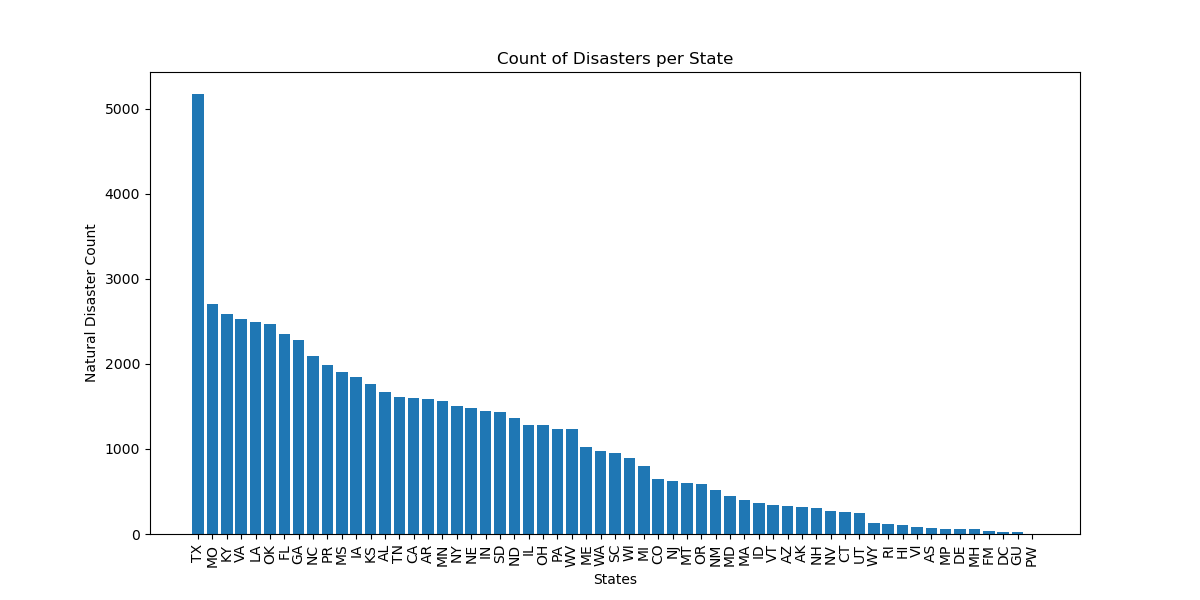 Count of Disasters per State
Natural Disaster Count
5000
4000
3000
2000
1000
0
TX MO KY VA LA OK FL GA NC PR MS IA KS AL TN CA AR MN NY NE IN SD ND IL OH PA WV ME WA SC WI MI CO NJ MT OR NM MD MA ID VT AZ AK NH NV CT UT WY RI HI VI AS MP DE MH FM DC GU PW
States